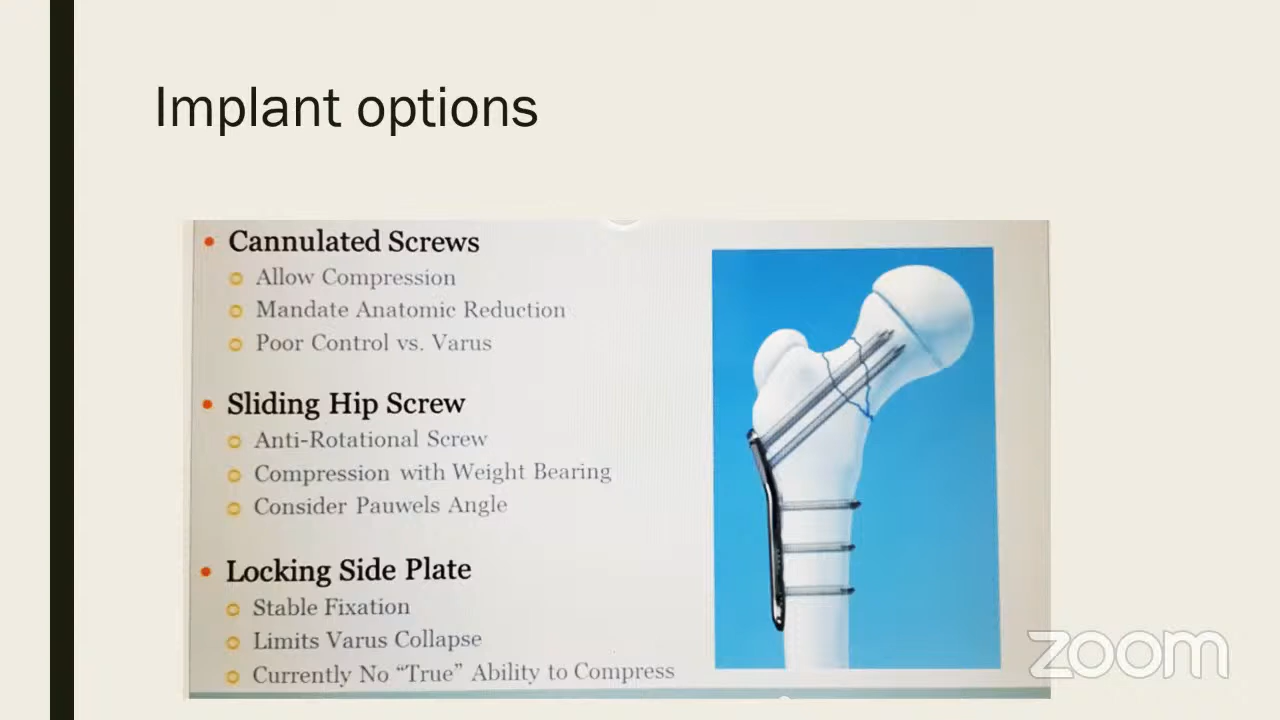 Implant options
Cannulated Screws
Allow Compression
Mandate Anatomic Reduction
Poor Control vs. Varus
Sliding Hip Screw
Anti-Rotational Screw
Compression with Weight Bearing
Consider Pauwels Angle
Locking Side Plate
Stable Fixation
Limits Varus Collapse
Currently No “True” Ability to Compress
zoom